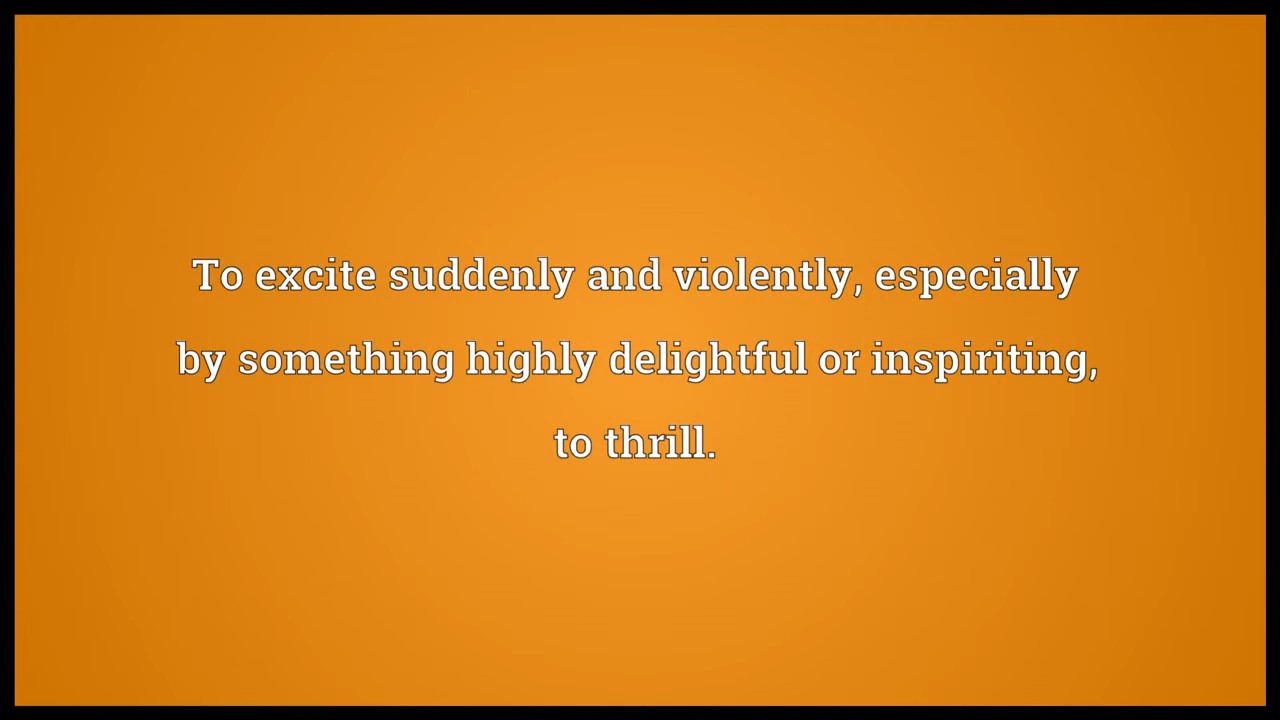 To excite suddenly and violently, especially
by something highly delightful or inspiriting,
to thrill.